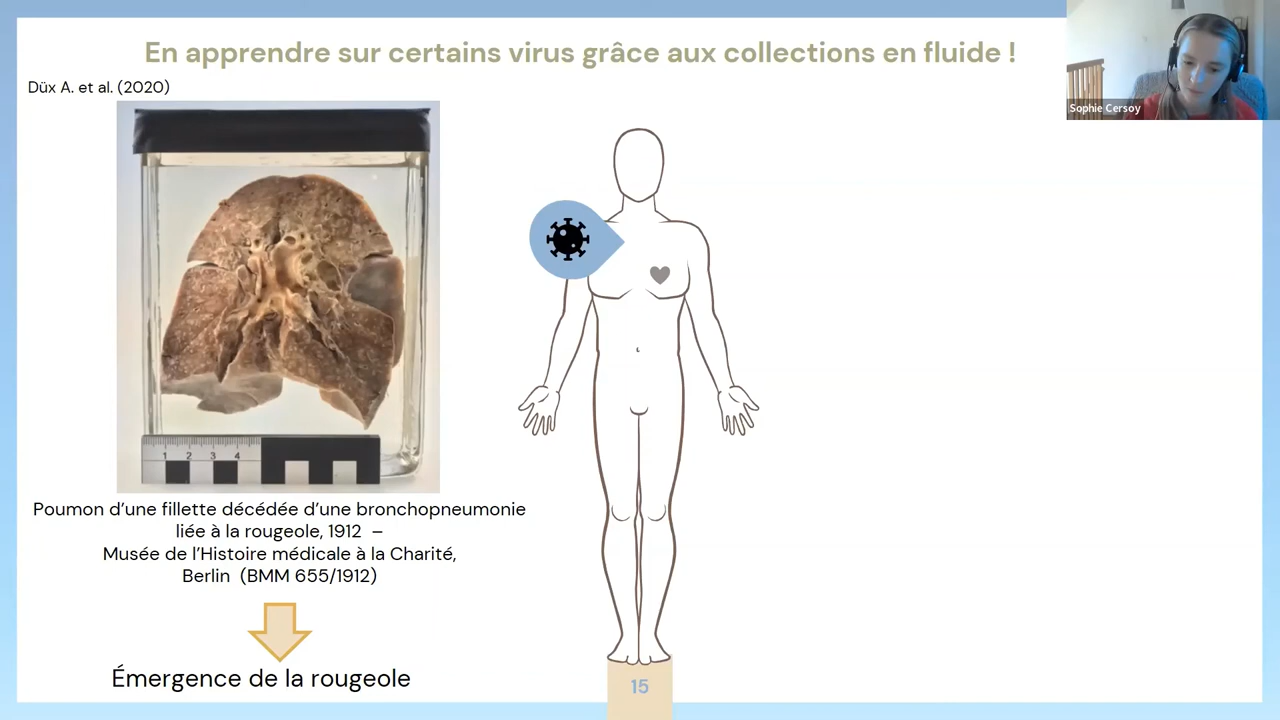 En apprendre sur certains virus grâce aux collections en fluide !
Sophie Cersoy
Düx A. et al. (2020)
1 2 3 4
Poumon d’une fillette décédée d’une bronchopneumonie
liée à la rougeole, 1912 –
Musée de l’Histoire médicale à la Charité,
Berlin (BMM 655/1912)
Émergence de la rougeole
15